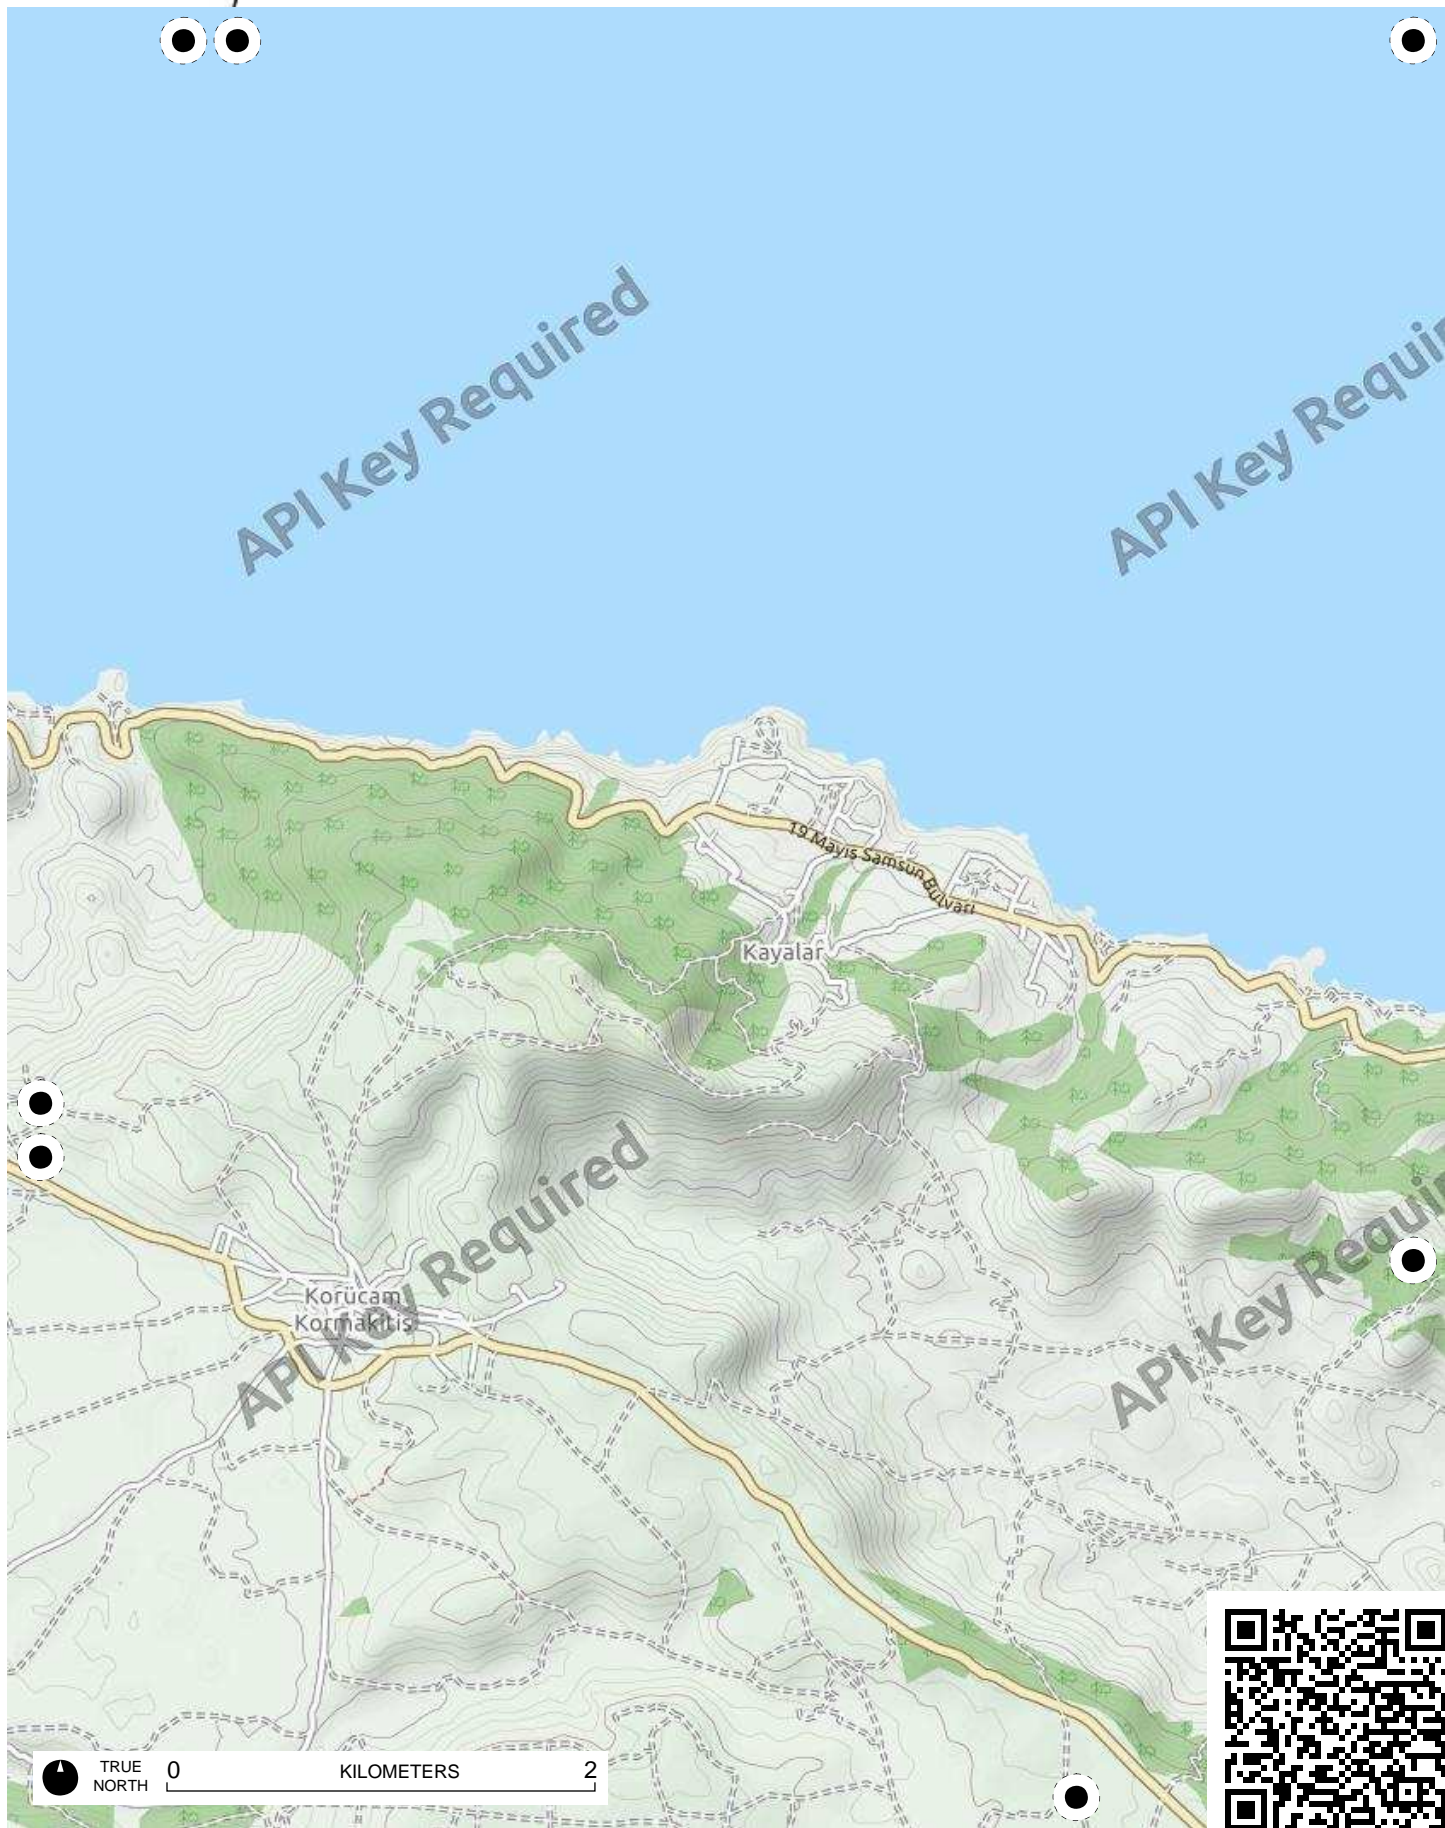 API Key Required
API Key Requir
19 Mayıs Samsun Bulvarı
Kayalar
API Key Required
API Key Requir
Korucam
Kormakitis
TRUE
NORTH
0 KILOMETERS 2